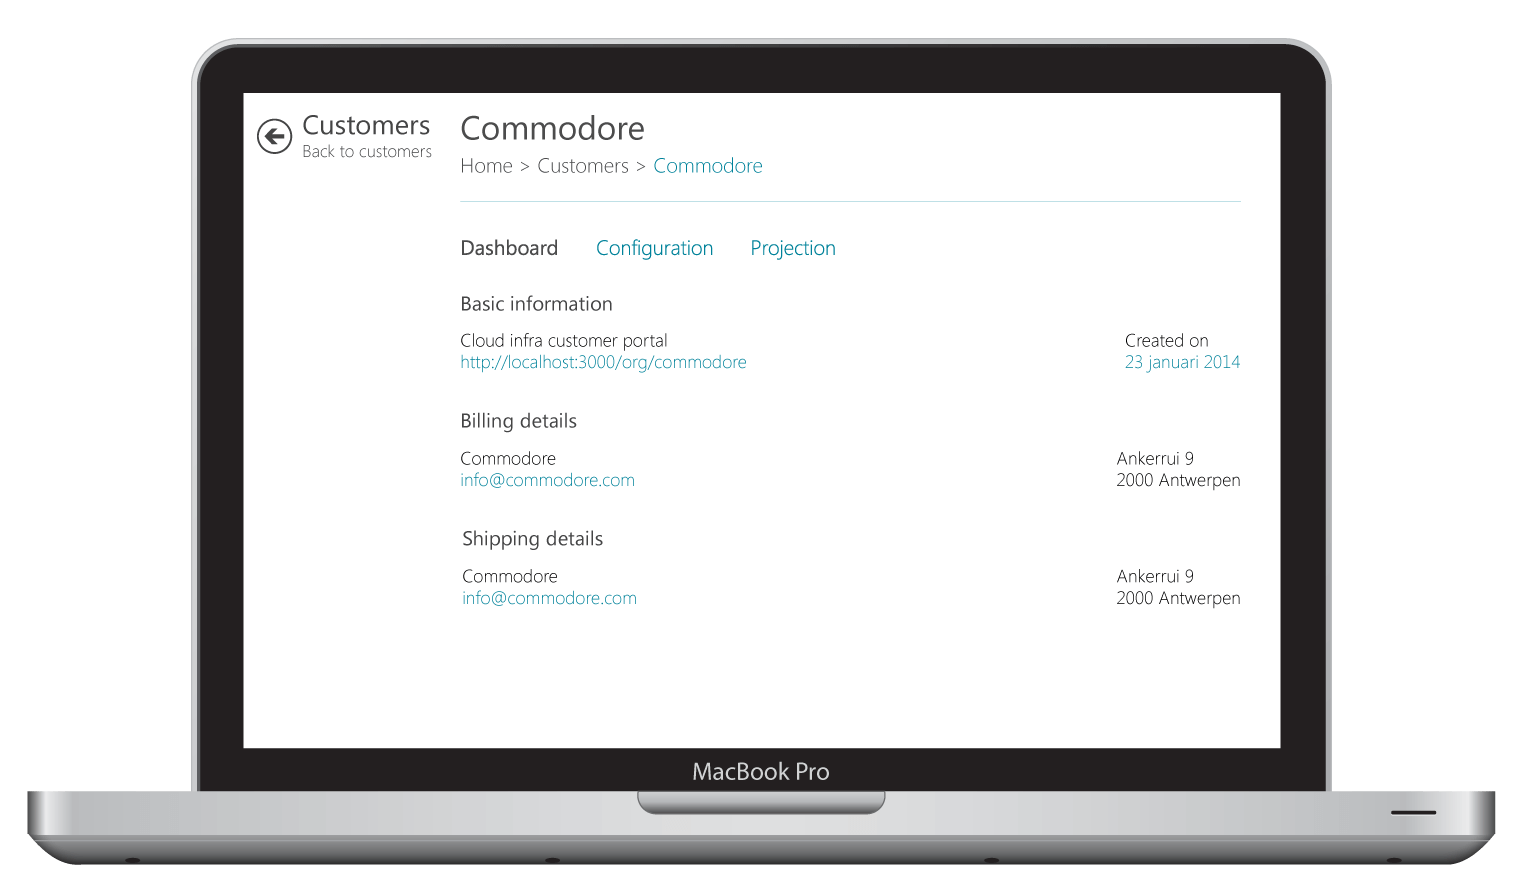 Customers
Back to customers
Commodore
Home > Customers > Commodore
Dashboard Configuration Projection
Basic information
Cloud infra customer portal Created on
http://localhost:3000/org/commodore 23 januari 2014
Billing details
Commodore Ankerrui 9
info@commodore.com 2000 Antwerpen
Shipping details
Commodore Ankerrui 9
info@commodore.com 2000 Antwerpen
MacBook Pro